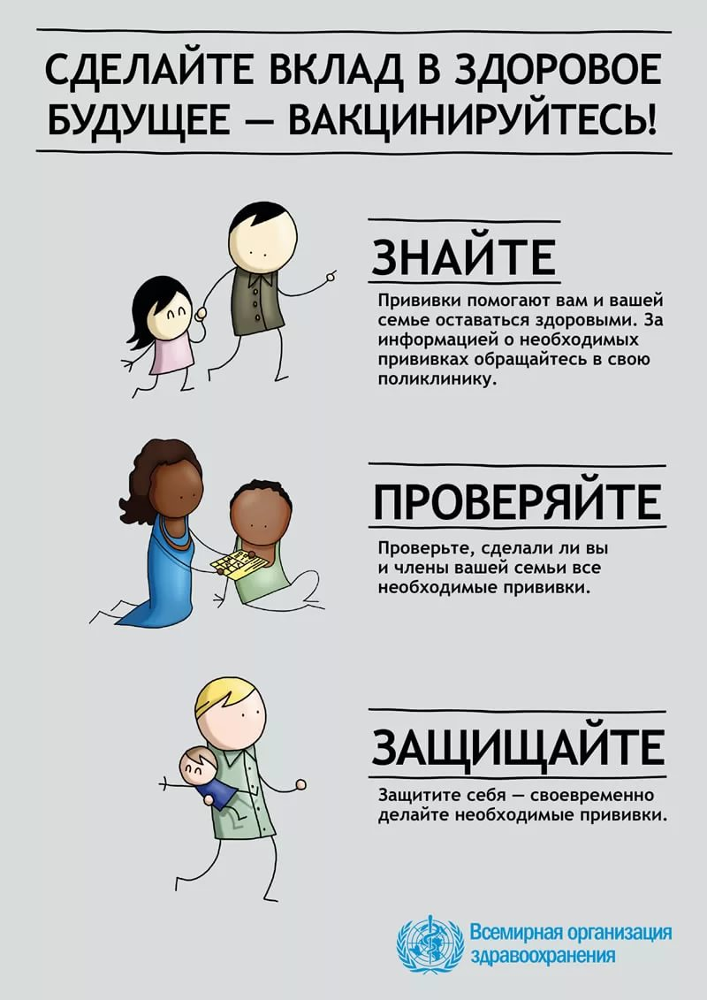 СДЕЛАЙТЕ ВКЛАД В ЗДОРОВОЕ
БУДУЩЕЕ — ВАКЦИНИРУЙТЕСЬ!
ЗНАЙТЕ
Прививки помогают вам и вашей
семье оставаться здоровыми. За
информацией о необходимых
прививках обращайтесь в свою
поликлинику.
ПРОВЕРЯЙТЕ
Проверьте, сделали ли вы
и члены вашей семьи все
необходимые прививки.
ЗАЩИЩАЙТЕ
Защитите себя — своевременно
делайте необходимые прививки.
Всемирная организация
здравоохранения